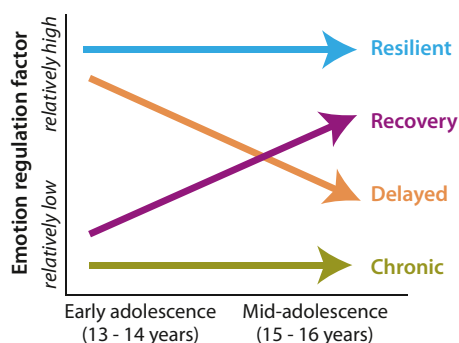 Emotion regulation factor
relatively high
relatively low
Resilient
Recovery
Delayed
Chronic
Early adolescence
(13 - 14 years)
Mid-adolescence
(15 - 16 years)